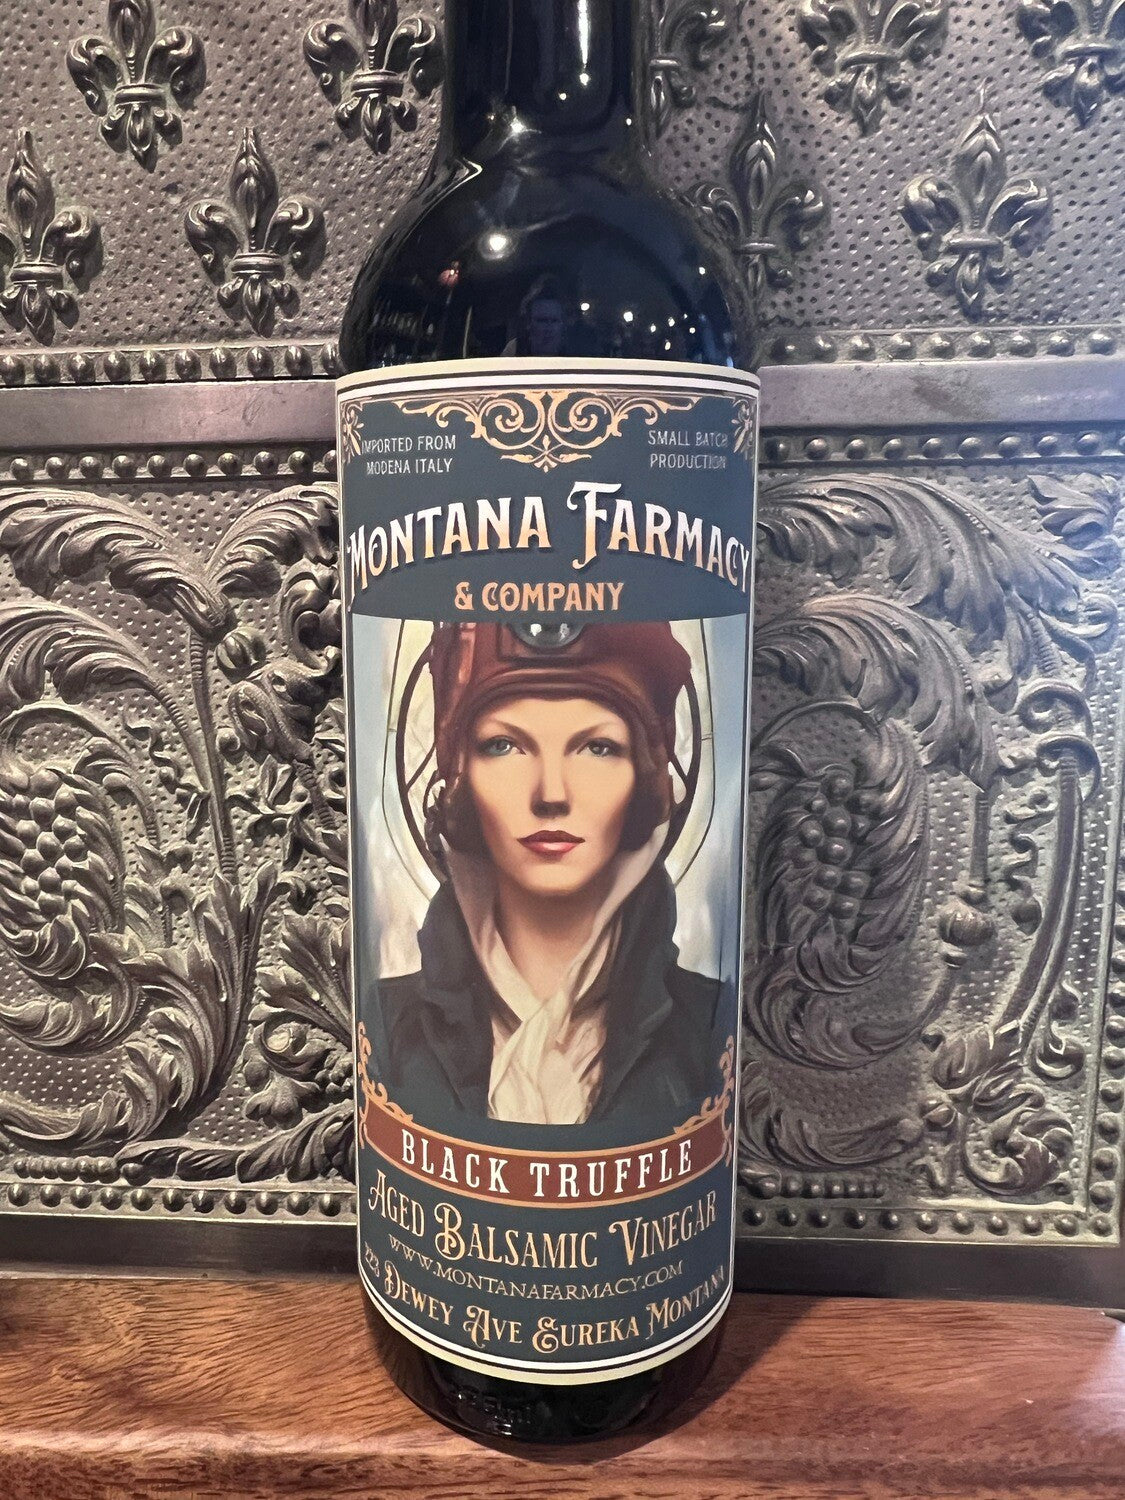 IMPORTED FROM
MODENA ITALY
SMALL BATCH
PRODUCTION
MONTANA FARMACY
& COMPANY
BLACK TRUFFLE
AGED BALSAMIC VINEGAR
WWW.MONTANAFARMACY.COM
223 DEWEY AVE EUREKA MONTANA